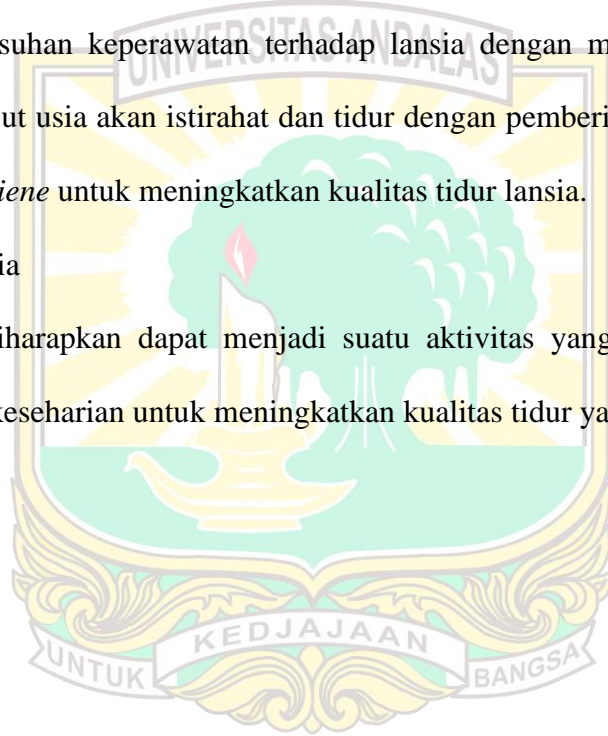 UNIVERSITAS ANDALAS
suhan keperawatan terhadap lansia dengan m
ut usia akan istirahat dan tidur dengan pemberi
iene untuk meningkatkan kualitas tidur lansia.
ia
iharapkan dapat menjadi suatu aktivitas yang
keseharian untuk meningkatkan kualitas tidur ya
UNTUK KEDJAJAAN BANGSA